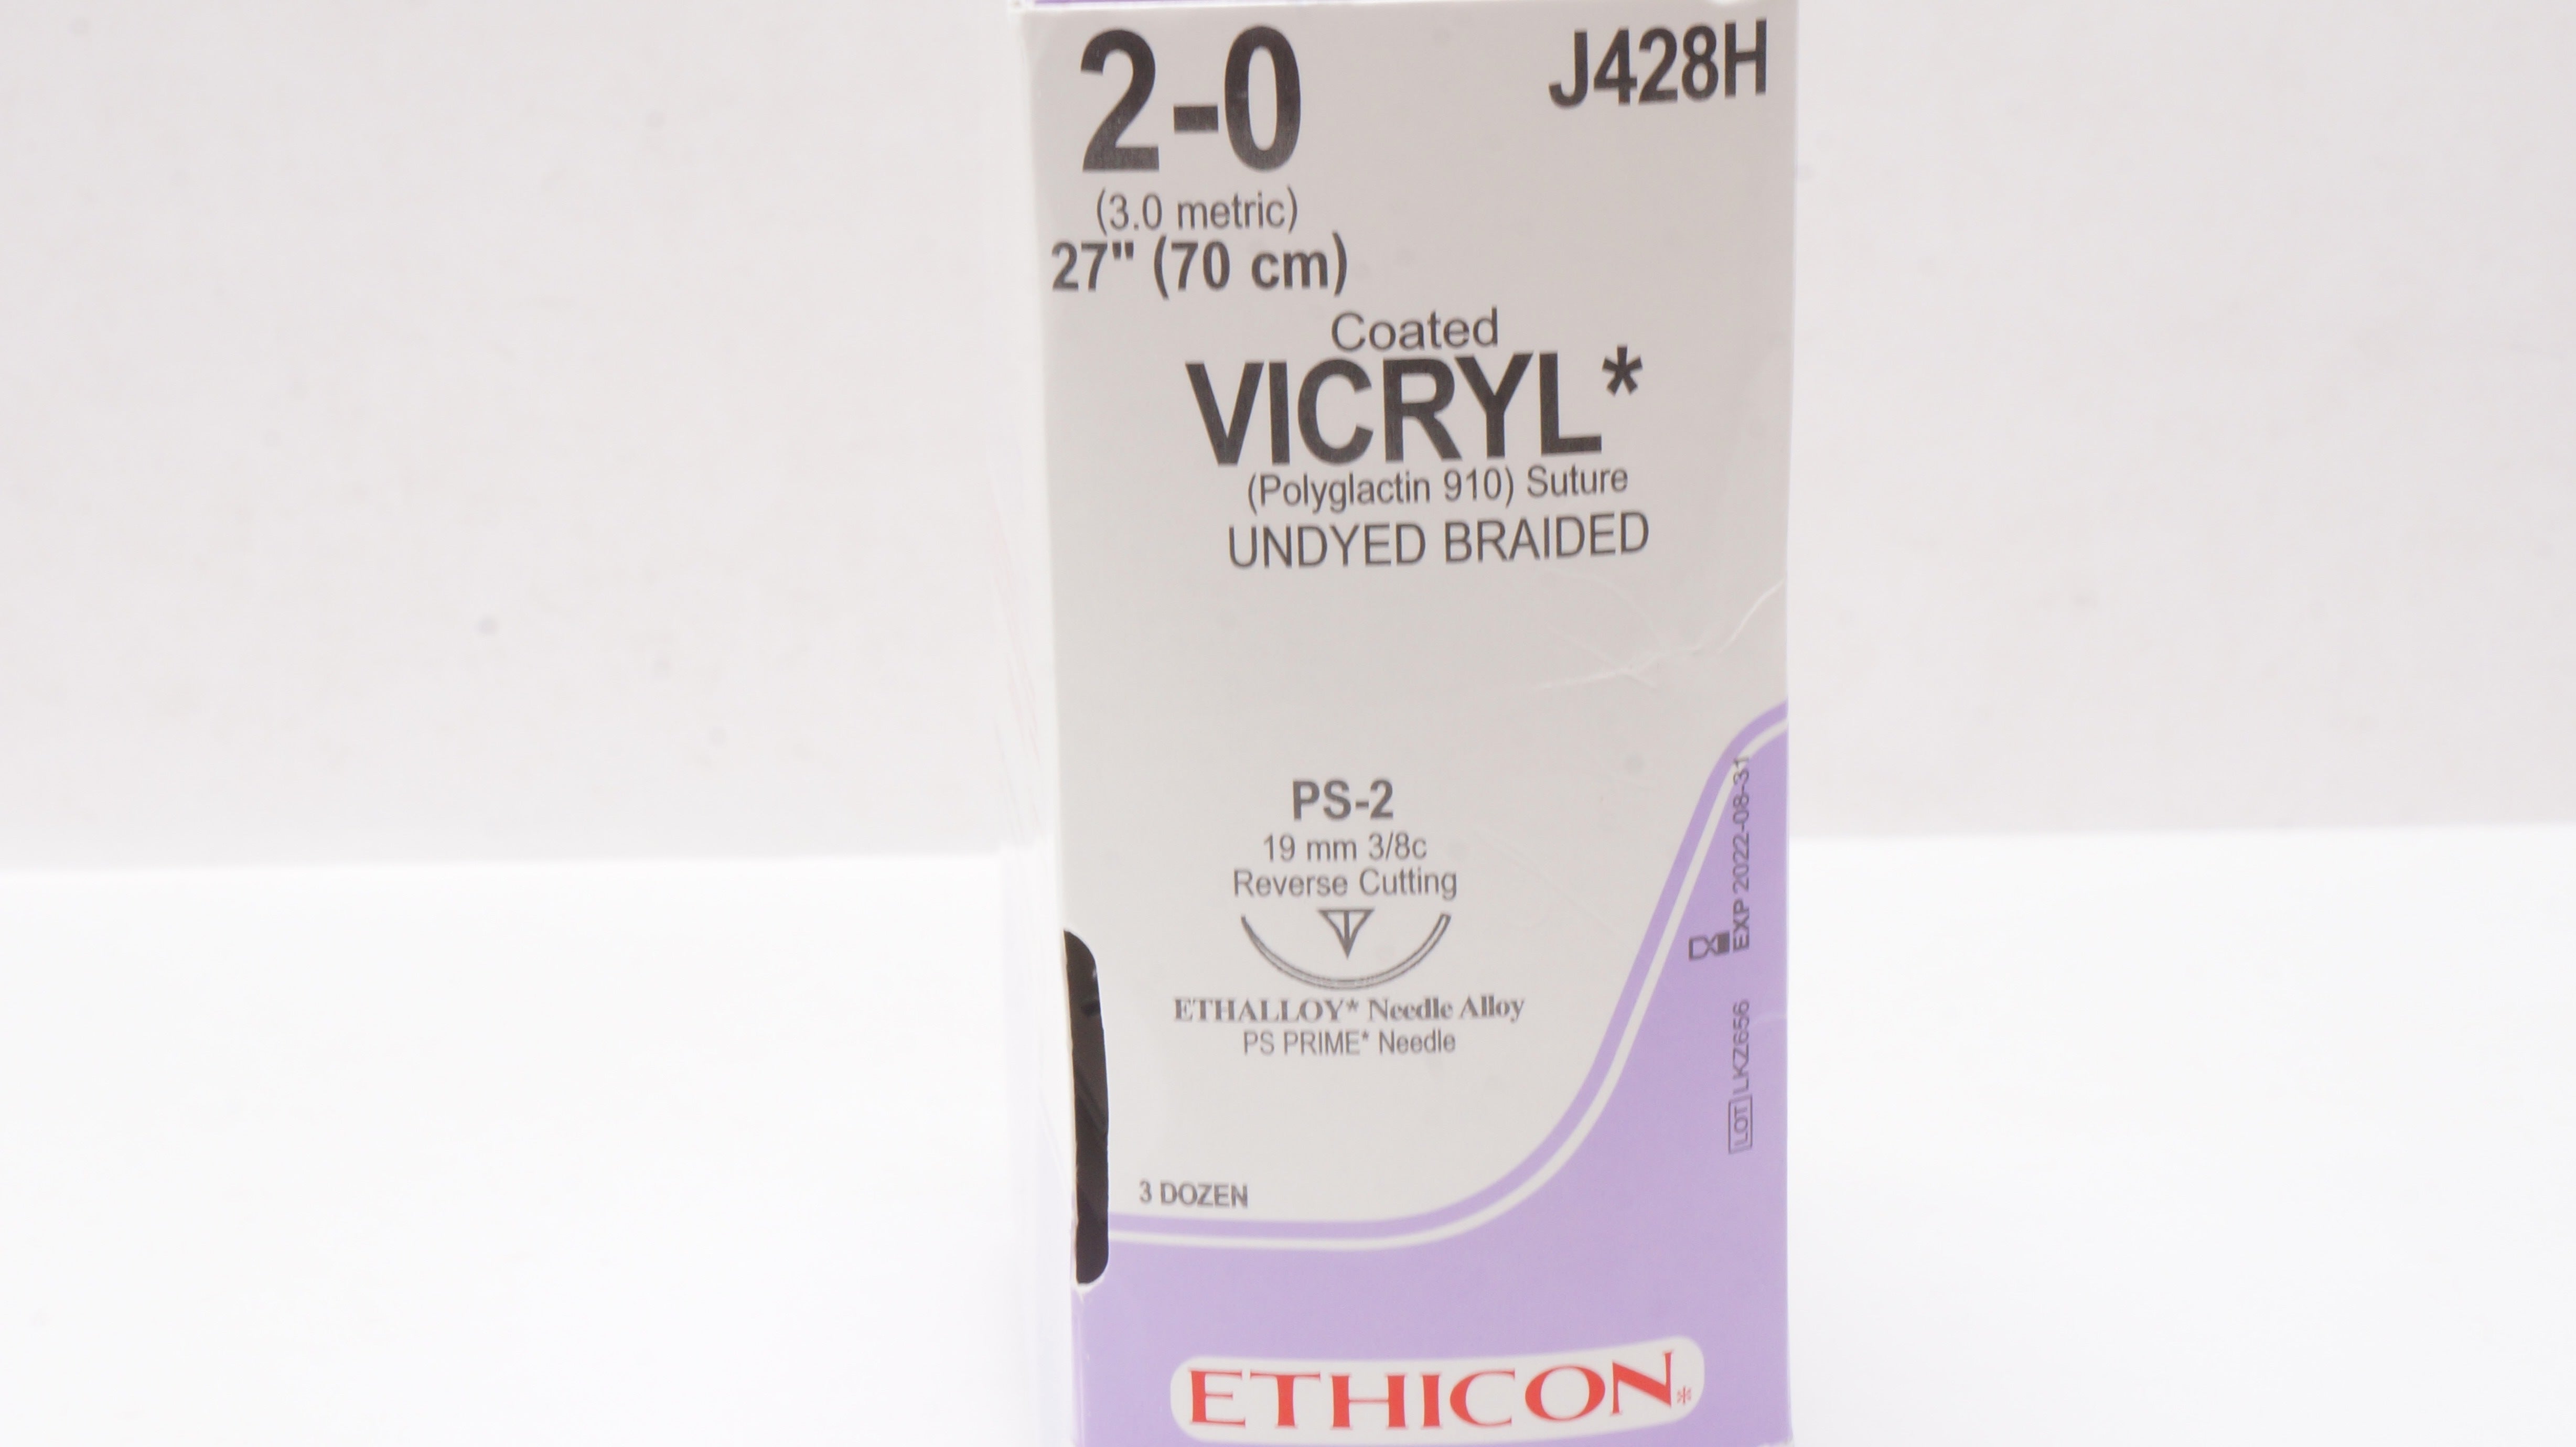 2-0
J428H
(3.0 metric)
27" (70 cm)
Coated
VICRYL*
(Polyglactin 910) Suture
UNDYED BRAIDED
PS-2
19 mm 3/8c
Reverse Cutting
ETHALLOY* Needle Alloy
PS PRIME* Needle
3 DOZEN
EXP 2022-08-31
LOT LKZ656
ETHICON*